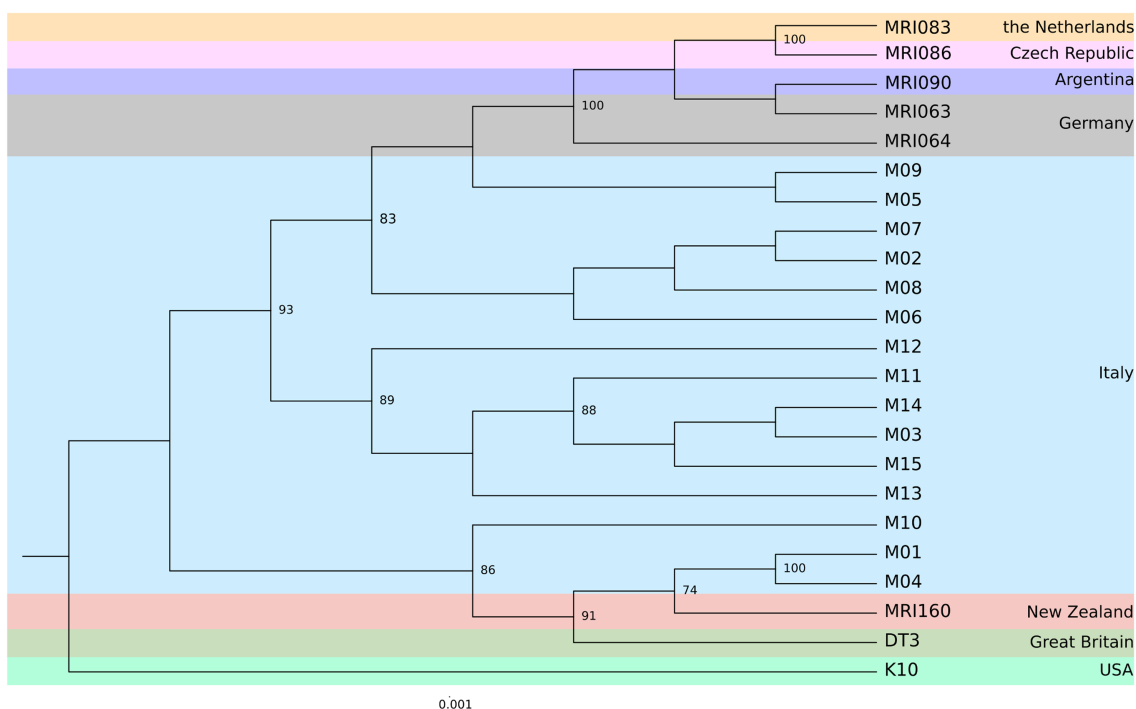 MRI083 the Netherlands
100
MRI086 Czech Republic
MRI090 Argentina
100
MRI063
Germany
MRI064
M09
M05
83
M07
M02
M08
93
M06
M12
M11 Italy
89
88
M14
M03
M15
M13
M10
M01
86
100
M04
74
91
MRI160 New Zealand
DT3 Great Britain
K10 USA
0.001